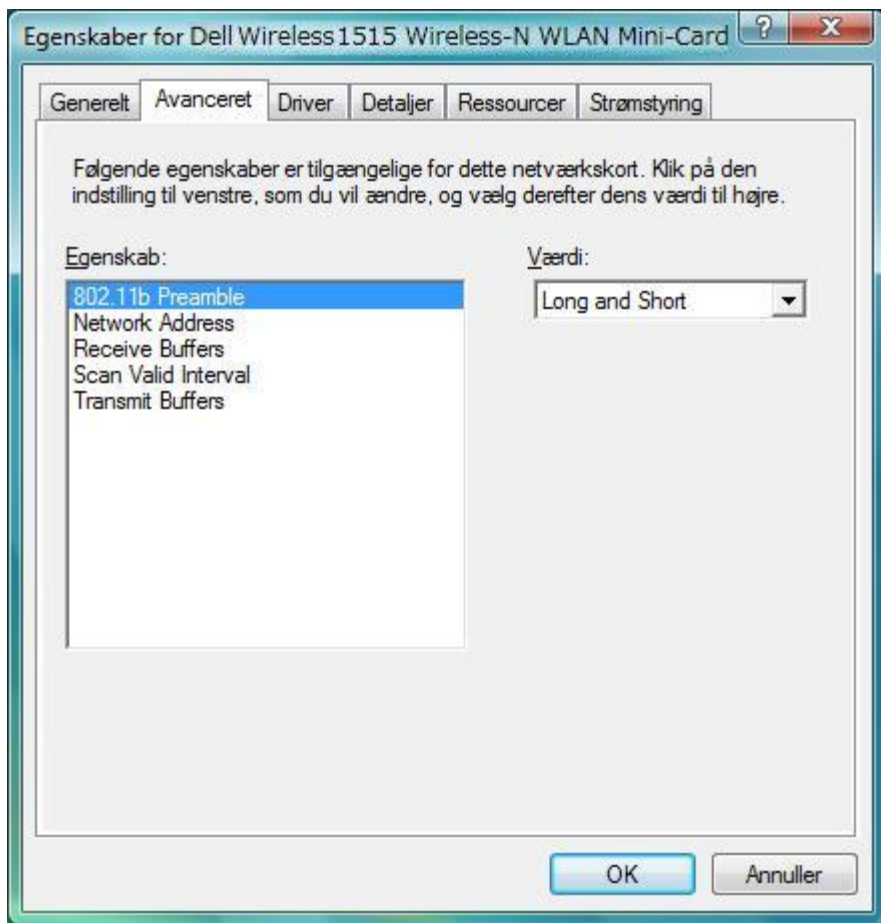 Egenskaber for Dell Wireless1515 Wireless-N WLAN Mini-Card
Generelt Avanceret Driver Detaljer Ressourcer Strømstyring
Følgende egenskaber er tilgængelige for dette netværkskort. Klik på den
indstilling til venstre, som du vil ændre, og vælg derefter dens værdi til højre.
Egenskab:
802.11b Preamble
Network Address
Receive Buffers
Scan Valid Interval
Transmit Buffers
Værdi:
Long and Short
OK Annuller